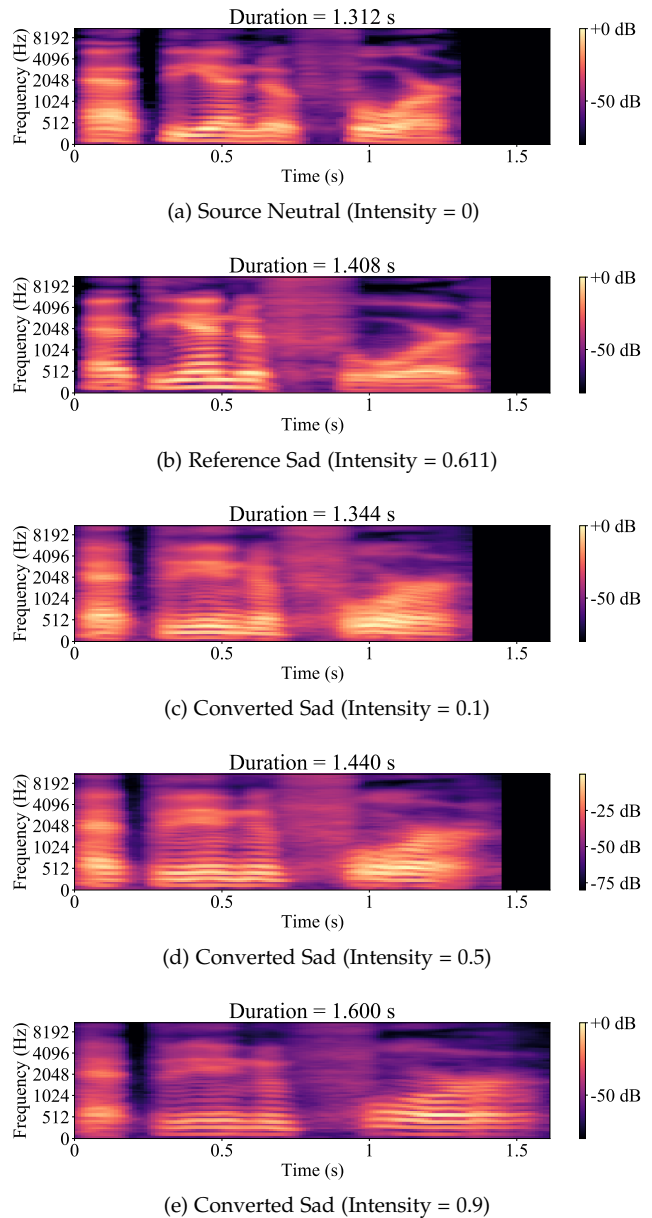 Duration = 1.312 s
Frequency (Hz)
8192
4096
2048
1024
512
0
0
0.5
1
1.5
Time (s)
+0 dB
-50 dB
(a) Source Neutral (Intensity = 0)
Duration = 1.408 s
Frequency (Hz)
8192
4096
2048
1024
512
0
0
0.5
1
1.5
Time (s)
+0 dB
-50 dB
(b) Reference Sad (Intensity = 0.611)
Duration = 1.344 s
Frequency (Hz)
8192
4096
2048
1024
512
0
0
0.5
1
1.5
Time (s)
+0 dB
-50 dB
(c) Converted Sad (Intensity = 0.1)
Duration = 1.440 s
Frequency (Hz)
8192
4096
2048
1024
512
0
0
0.5
1
1.5
Time (s)
-25 dB
-50 dB
-75 dB
(d) Converted Sad (Intensity = 0.5)
Duration = 1.600 s
Frequency (Hz)
8192
4096
2048
1024
512
0
0
0.5
1
1.5
Time (s)
+0 dB
-50 dB
(e) Converted Sad (Intensity = 0.9)